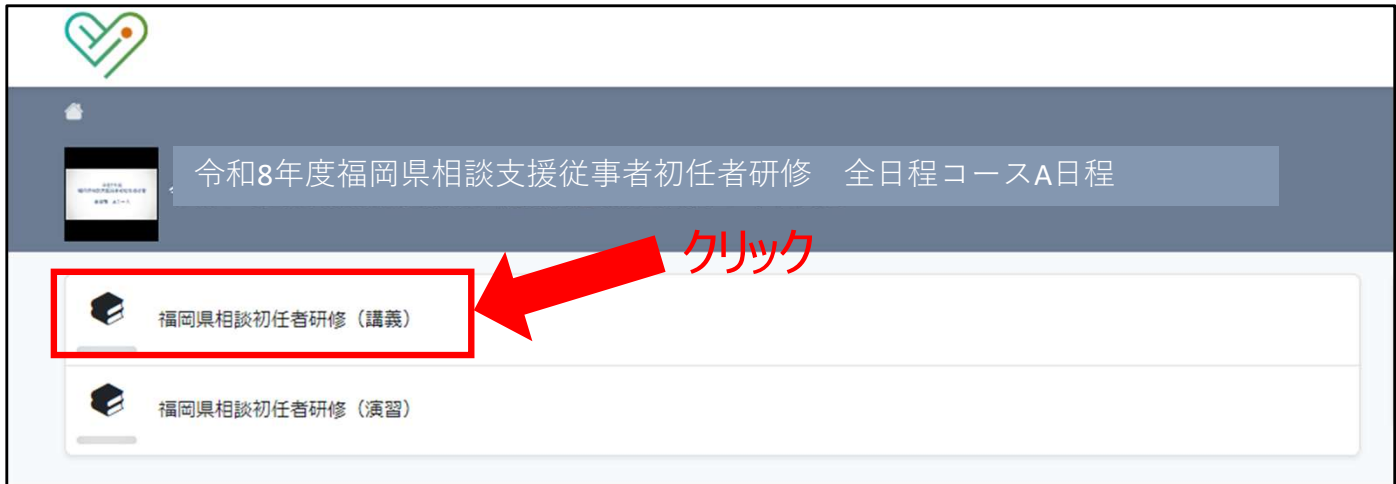 令和8年度福岡県相談支援従事者初任者研修　全日程コースA日程
クリック
福岡県相談初任者研修（講義）
福岡県相談初任者研修（演習）